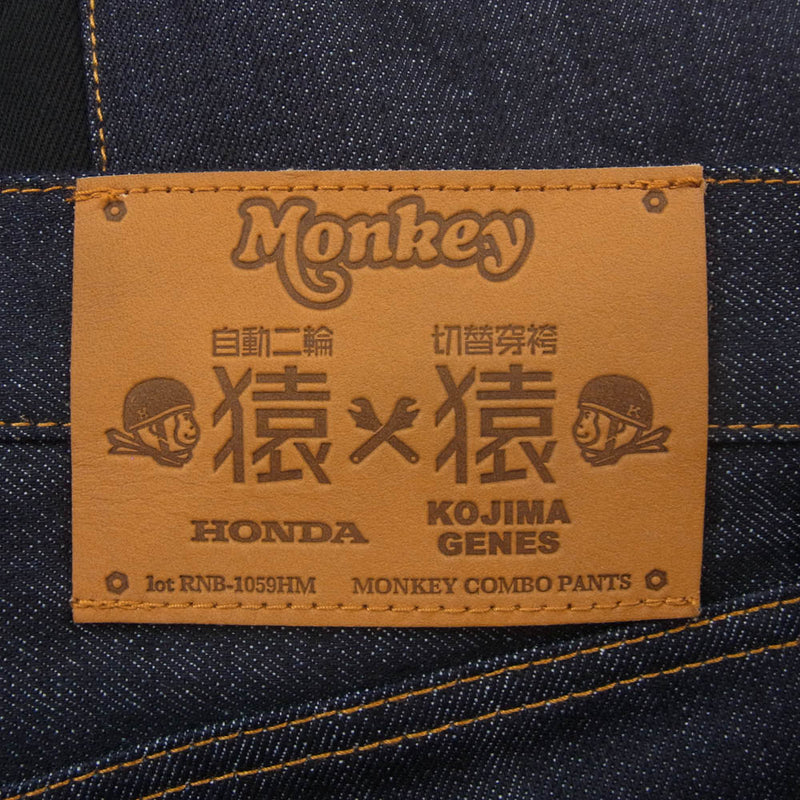 Monkey
自動二輪 切替穿袴
猿 猿
H K
HONDA KOJIMA GENES
lot RNB-1059HM MONKEY COMBO PANTS